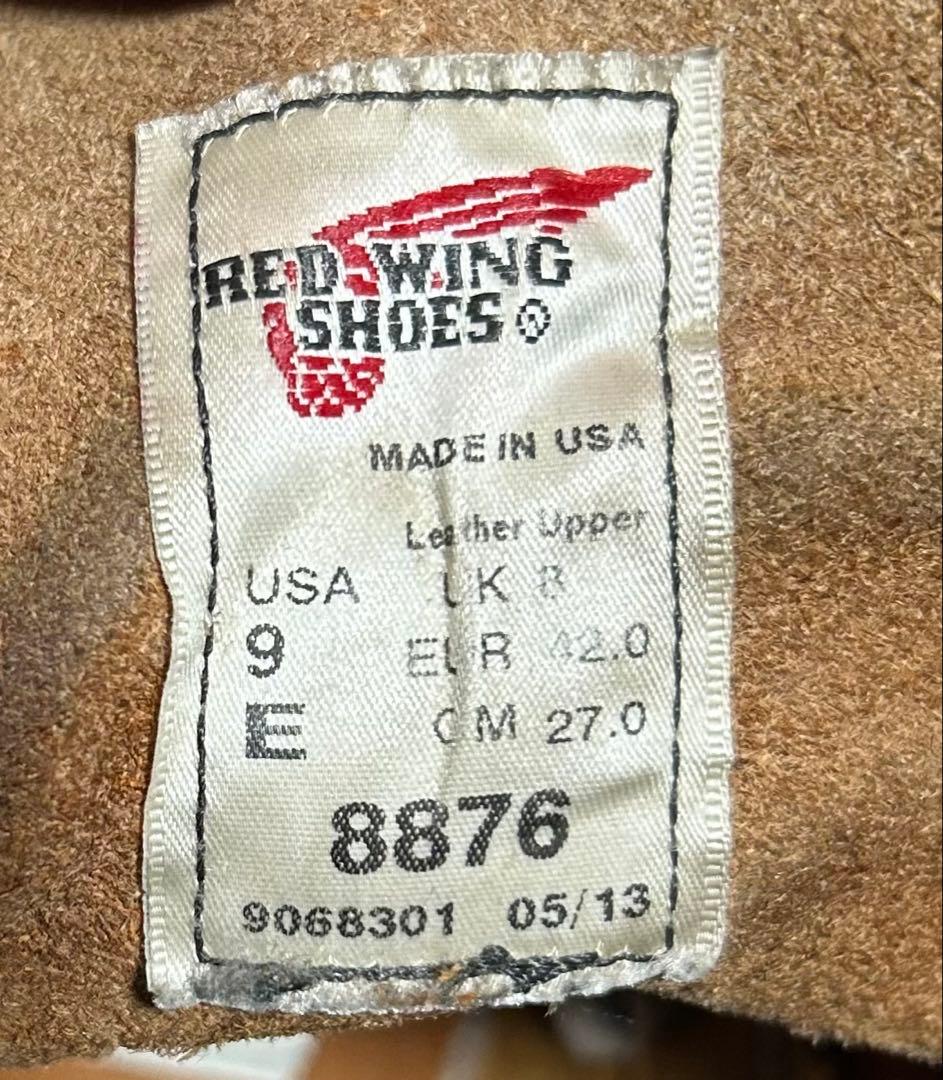 RED WING
SHOES®
MADE IN USA
Leather Upper
USA UK 8
9 EUR 42.0
E CM 27.0
8876
9068301 05/13